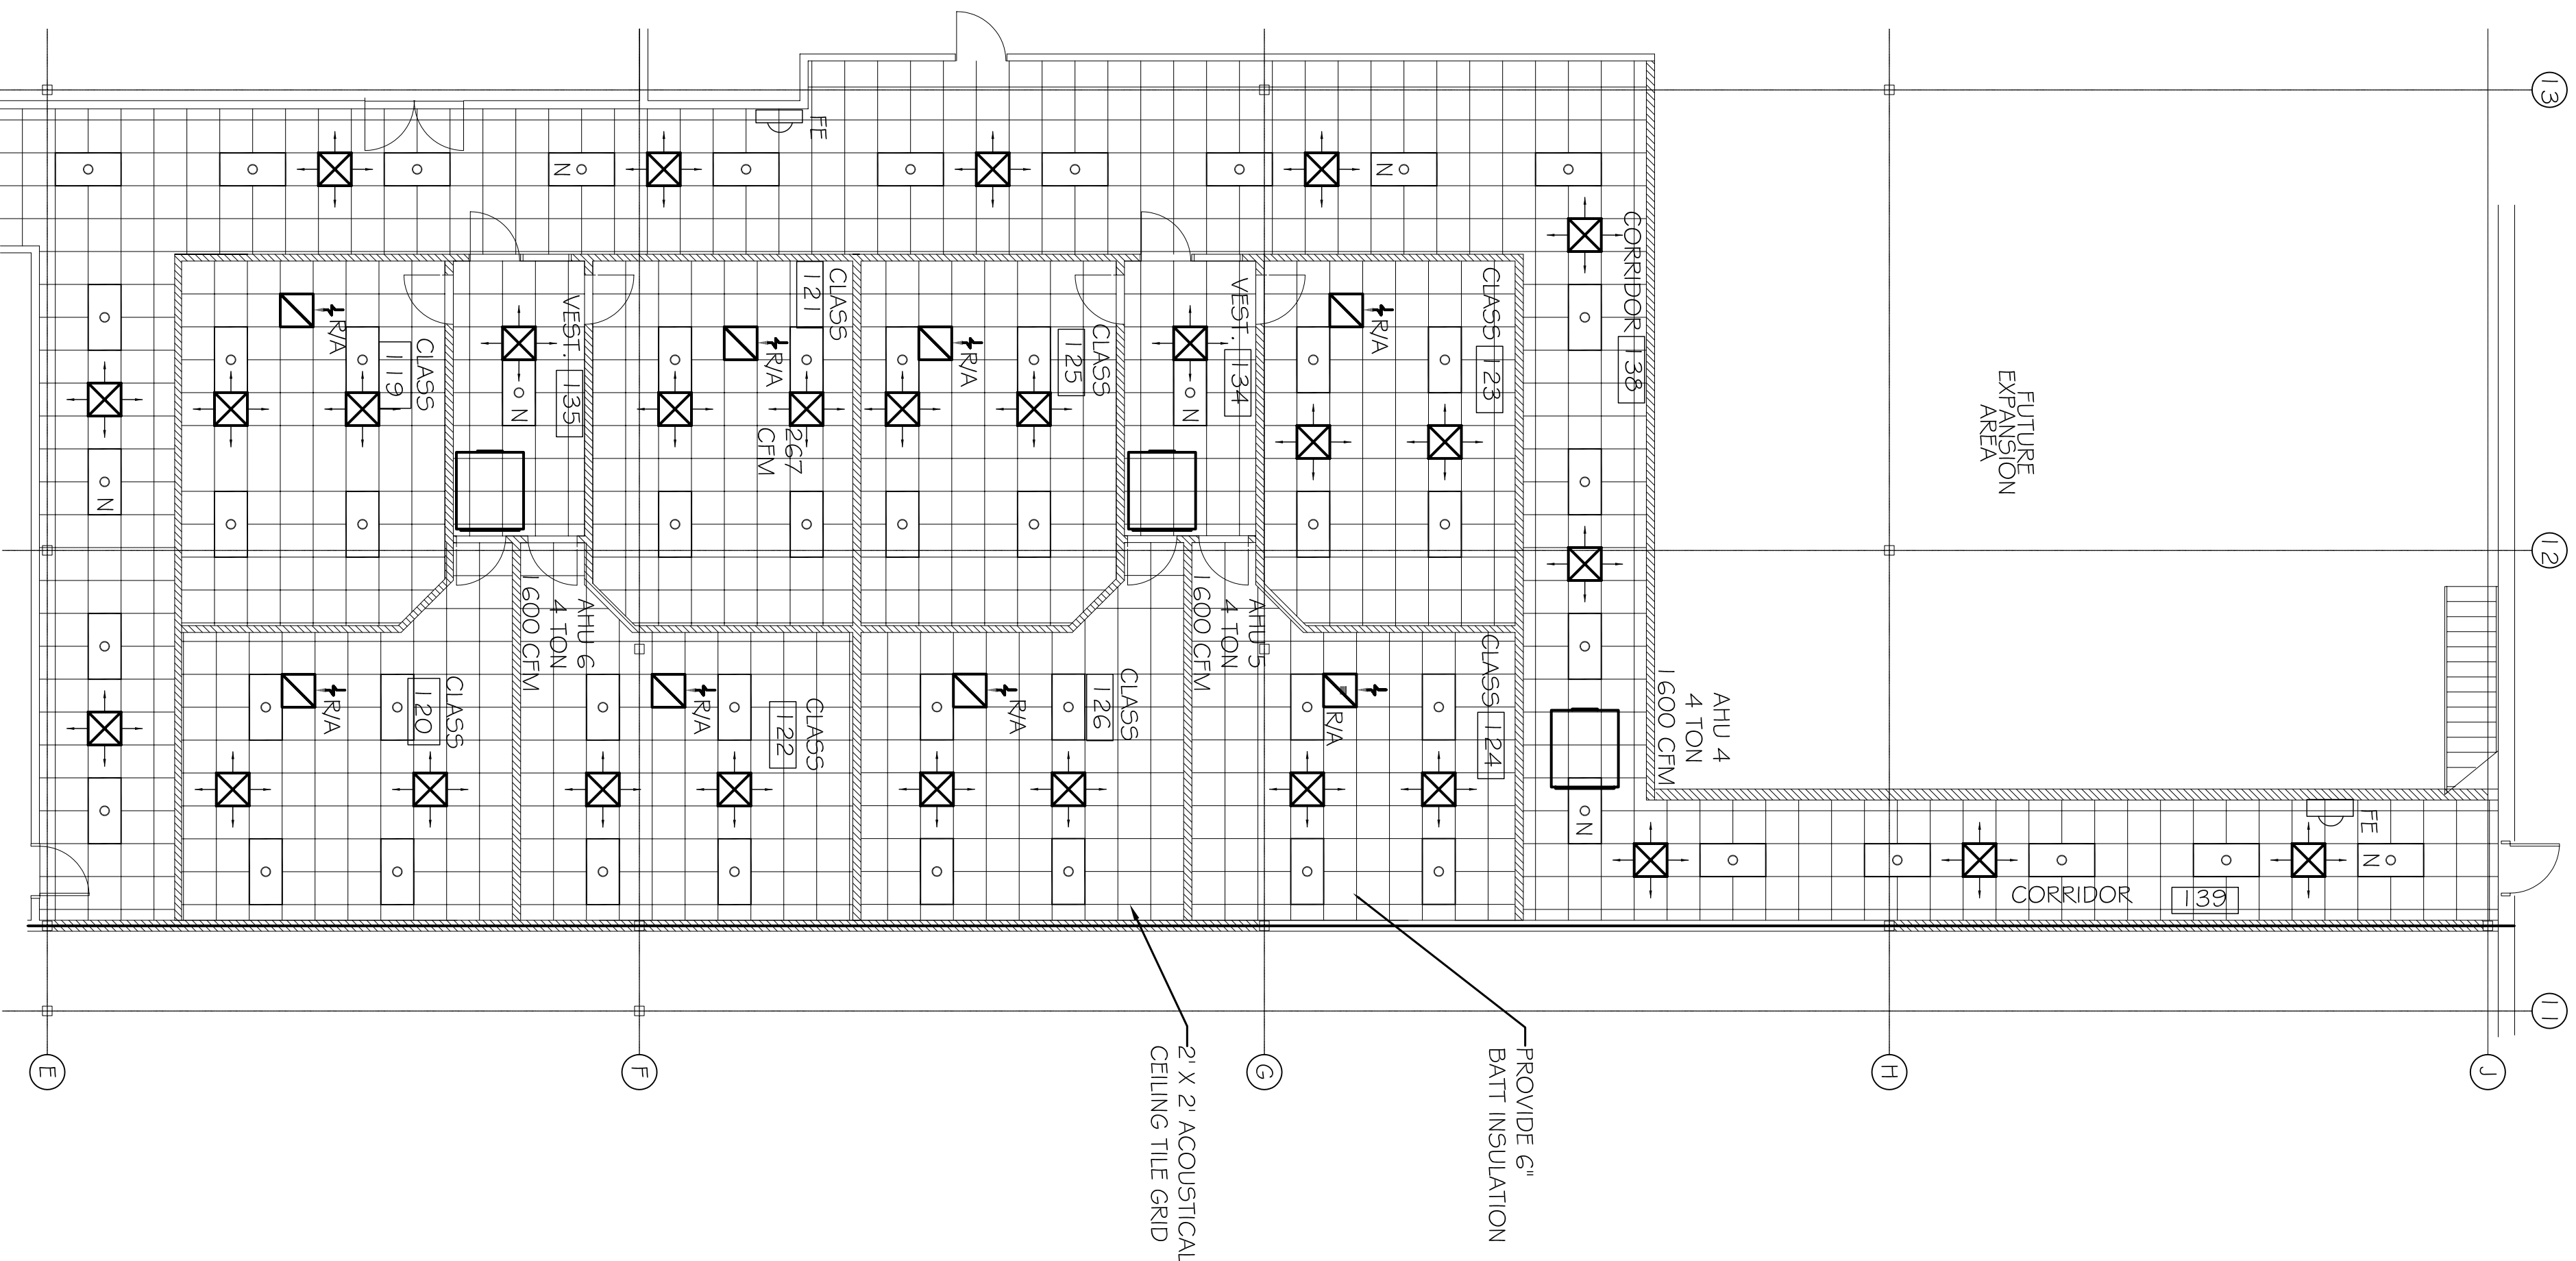 13
12
11
E
F
G
H
J
FE
N
N
CORRIDOR 138
FUTURE
EXPANSION
AREA
R/A
CLASS
119
VEST. 135
N
CLASS
121
R/A
267
CFM
R/A
CLASS
125
VEST. 134
N
R/A
CLASS 123
N
AHU 6
4 TON
1600 CFM
AHU 5
4 TON
1600 CFM
AHU 4
4 TON
1600 CFM
R/A
CLASS
120
R/A
CLASS
122
R/A
CLASS
126
R/A
CLASS 124
N
FE
N
CORRIDOR 139
PROVIDE 6"
BATT INSULATION
2' X 2' ACOUSTICAL
CEILING TILE GRID